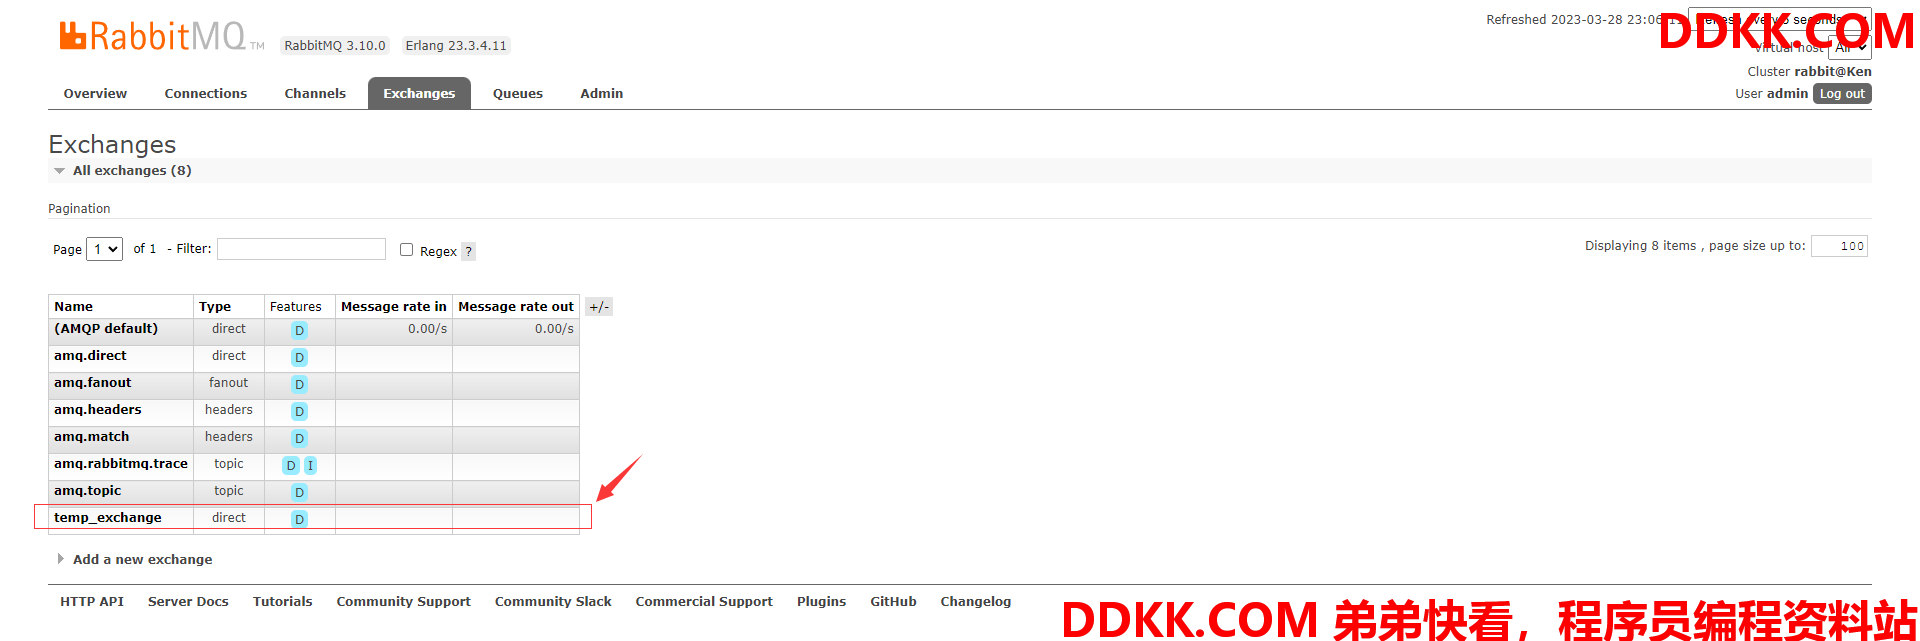 RabbitMQ TM RabbitMQ 3.10.0 Erlang 23.3.4.11
Refreshed 2023-03-28 23:06
DDKK.COM
Virtual host All
Cluster rabbit@Ken
User admin Log out
Overview Connections Channels Exchanges Queues Admin
Exchanges
All exchanges (8)
Pagination
Page 1 of 1 - Filter: Regex ? Displaying 8 items , page size up to: 100
Name Type Features Message rate in Message rate out +/-
(AMQP default) direct D 0.00/s 0.00/s
amq.direct direct D
amq.fanout fanout D
amq.headers headers D
amq.match headers D
amq.rabbitmq.trace topic D I
amq.topic topic D
temp_exchange direct D
Add a new exchange
HTTP API Server Docs Tutorials Community Support Community Slack Commercial Support Plugins GitHub Changelog
DDKK.COM 弟弟快看，程序员编程资料站